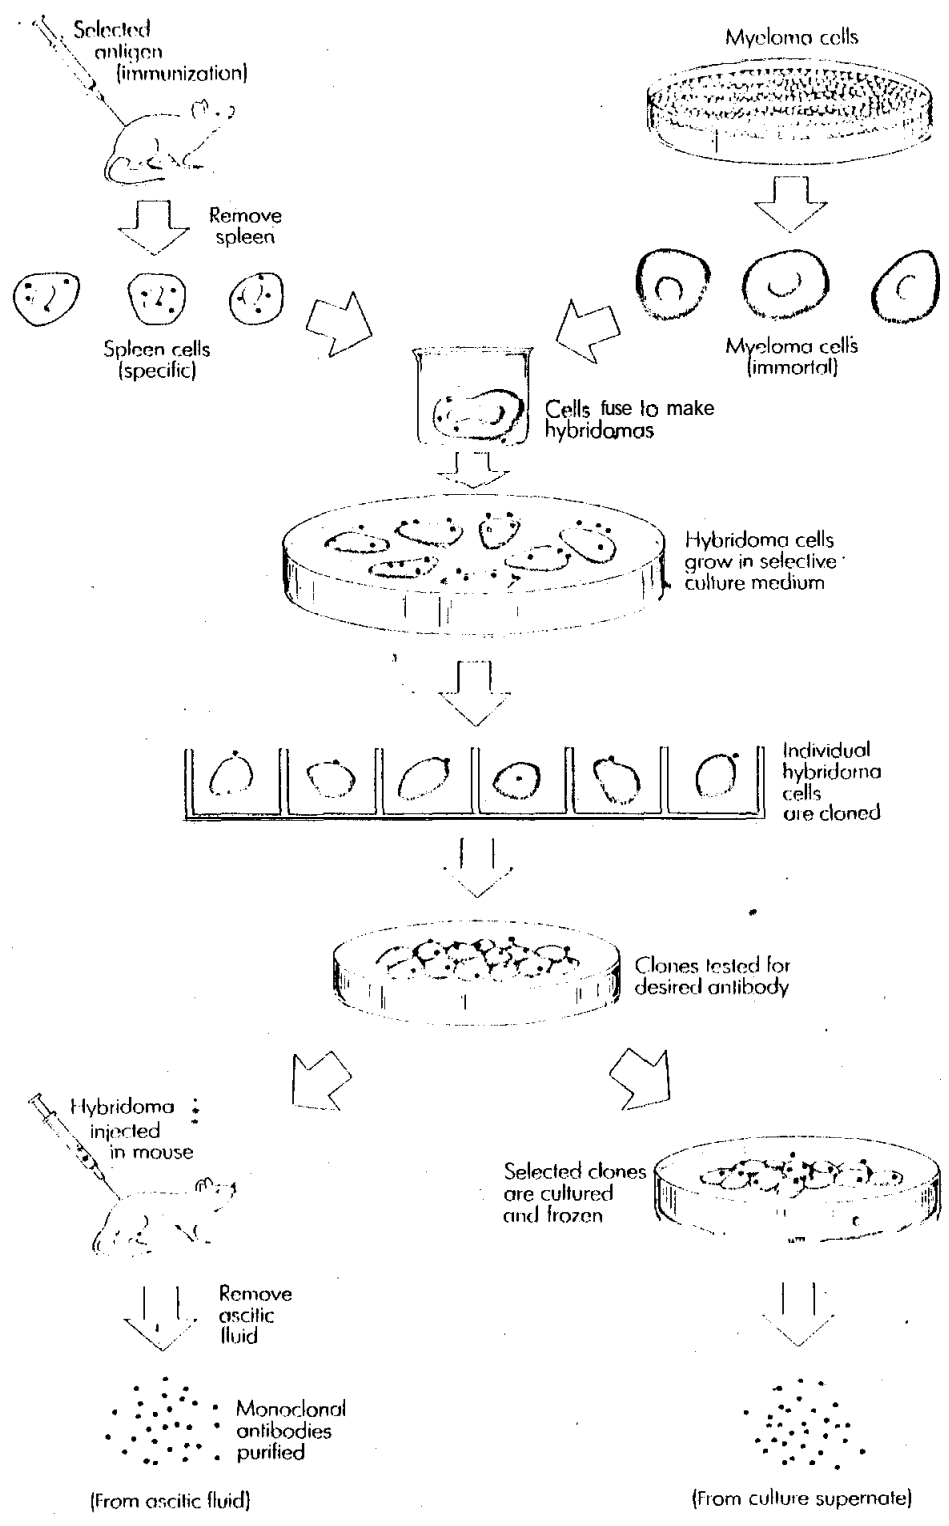 Selected
antigen
(immunization)
Myeloma cells
Remove
spleen
Spleen cells
(specific)
Myeloma cells
(immortal)
Cells fuse to make
hybridomas
Hybridoma cells
grow in selective
culture medium
Individual
hybridoma
cells
are cloned
Clones tested for
desired antibody
Hybridoma
injected
in mouse
Selected clones
are cultured
and frozen
Remove
ascitic
fluid
Monoclonal
antibodies
purified
(From ascitic fluid)
(From culture supernate)